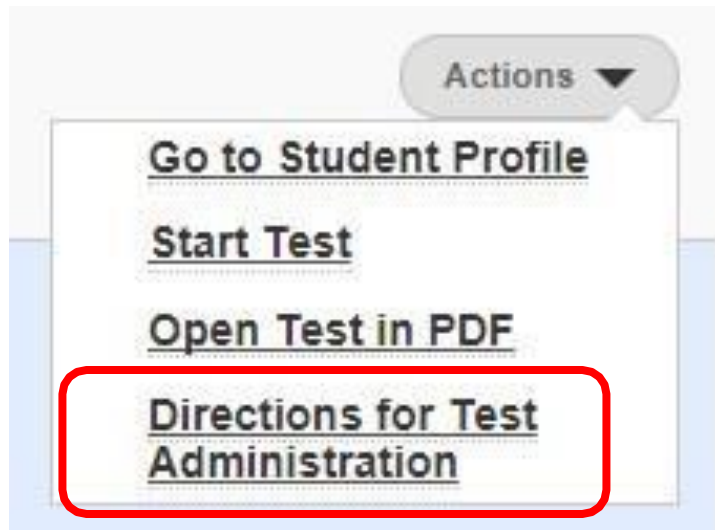 Actions
Go to Student Profile
Start Test
Open Test in PDF
Directions for Test
Administration